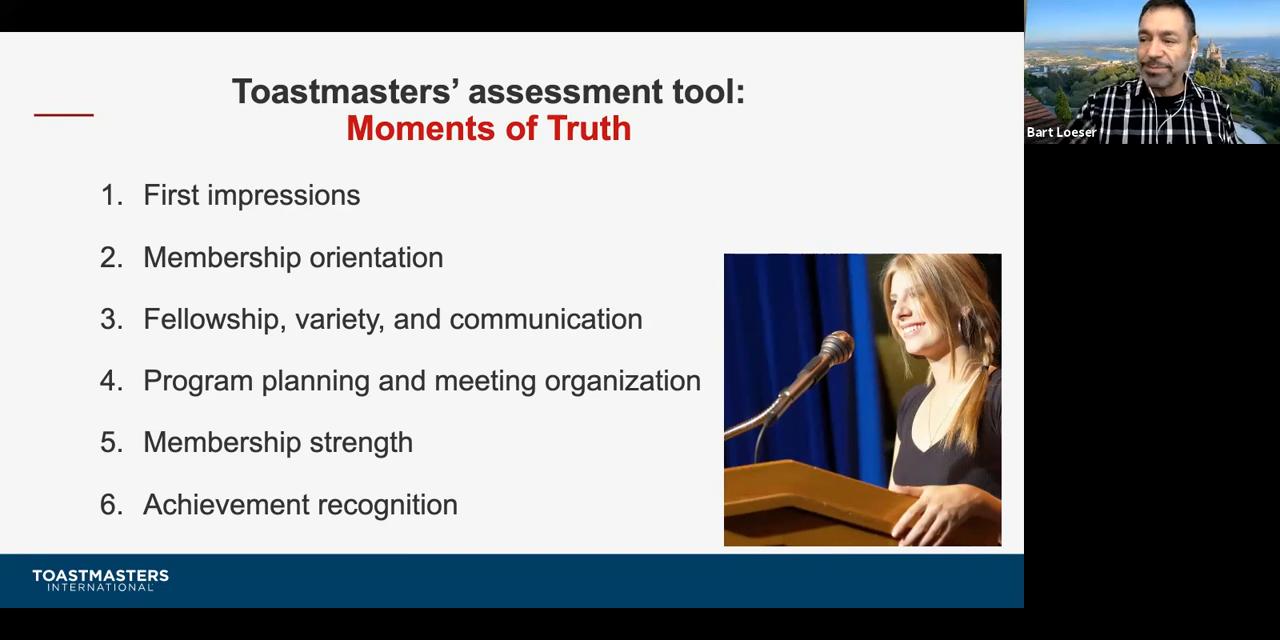 Toastmasters’ assessment tool:
Moments of Truth
1. First impressions
2. Membership orientation
3. Fellowship, variety, and communication
4. Program planning and meeting organization
5. Membership strength
6. Achievement recognition
TOASTMASTERS
INTERNATIONAL
Bart Loeser